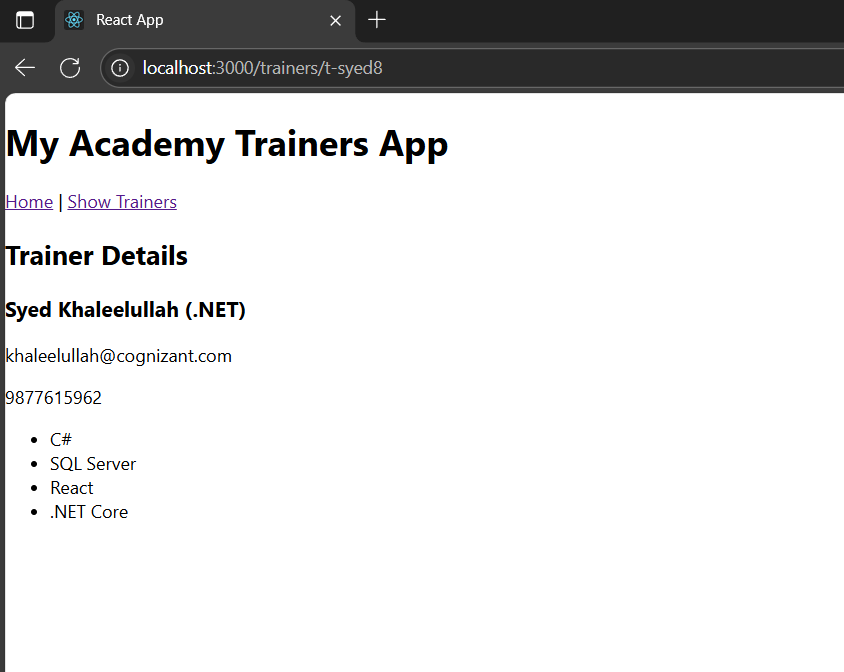 React App
localhost:3000/trainers/t-syed8
My Academy Trainers App
Home | Show Trainers
Trainer Details
Syed Khaleelullah (.NET)
khaleelullah@cognizant.com
9877615962
C#
SQL Server
React
.NET Core